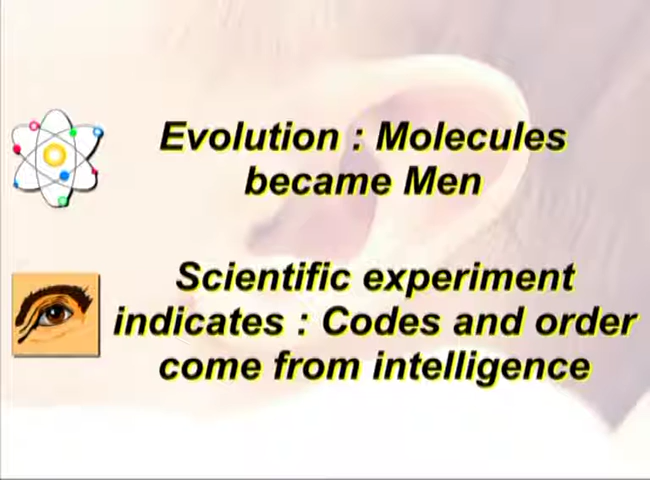 Evolution : Molecules
became Men
Scientific experiment
indicates : Codes and order
come from intelligence